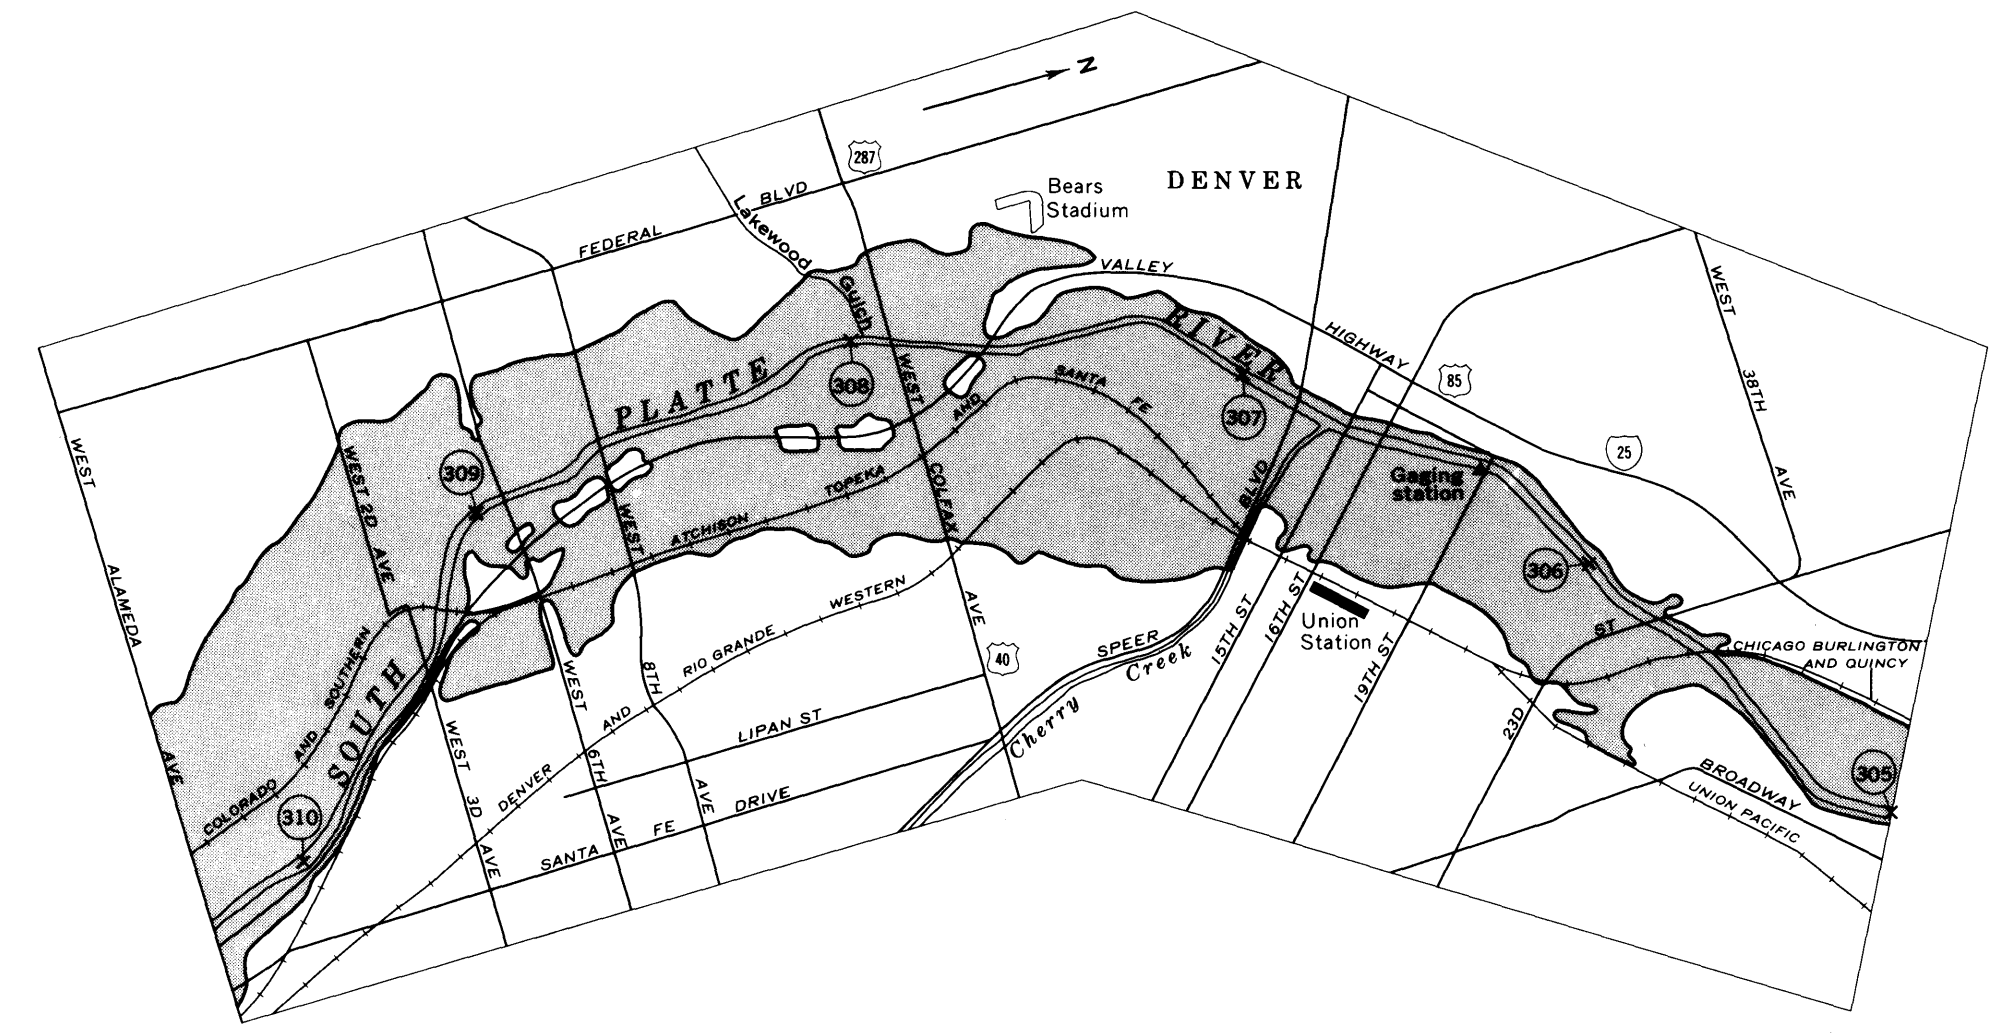 N
287
DENVER
Bears
Stadium
FEDERAL BLVD
Lakewood Gulch
VALLEY HIGHWAY
85
25
WEST 38TH AVE
SOUTH PLATTE RIVER
WEST ALAMEDA AVE
WEST 2D AVE
309
308
307
306
305
310
ATCHISON TOPEKA AND SANTA FE
WEST COLFAX AVE
40
Gaging
station
SPEER BLVD
Cherry Creek
Union
Station
15TH ST
16TH ST
19TH ST
23D ST
CHICAGO BURLINGTON
AND QUINCY
BROADWAY
UNION PACIFIC
COLORADO AND SOUTHERN
DENVER AND RIO GRANDE WESTERN
WEST 3D AVE
WEST 6TH AVE
WEST 8TH AVE
LIPAN ST
SANTA FE DRIVE